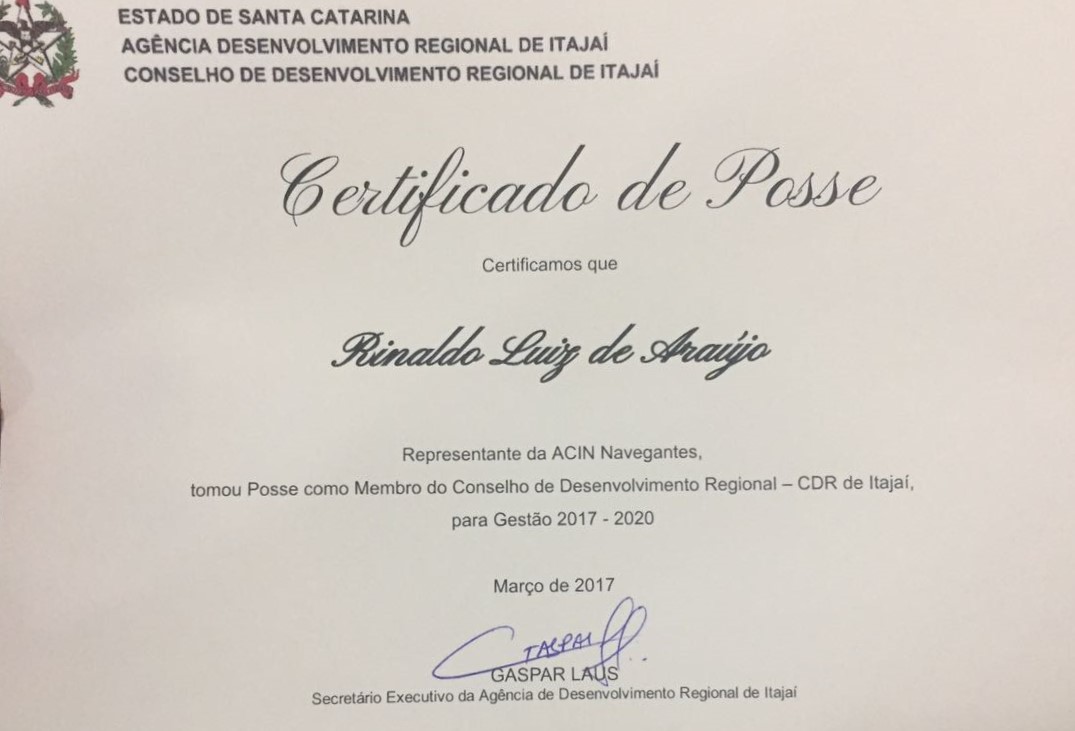 ESTADO DE SANTA CATARINA
AGÊNCIA DESENVOLVIMENTO REGIONAL DE ITAJAÍ
CONSELHO DE DESENVOLVIMENTO REGIONAL DE ITAJAÍ
Certificado de Posse
Certificamos que
Rinaldo Luiz de Araújo
Representante da ACIN Navegantes,
tomou Posse como Membro do Conselho de Desenvolvimento Regional – CDR de Itajaí,
para Gestão 2017 - 2020
Março de 2017
GASPAR LAUS
Secretário Executivo da Agência de Desenvolvimento Regional de Itajaí